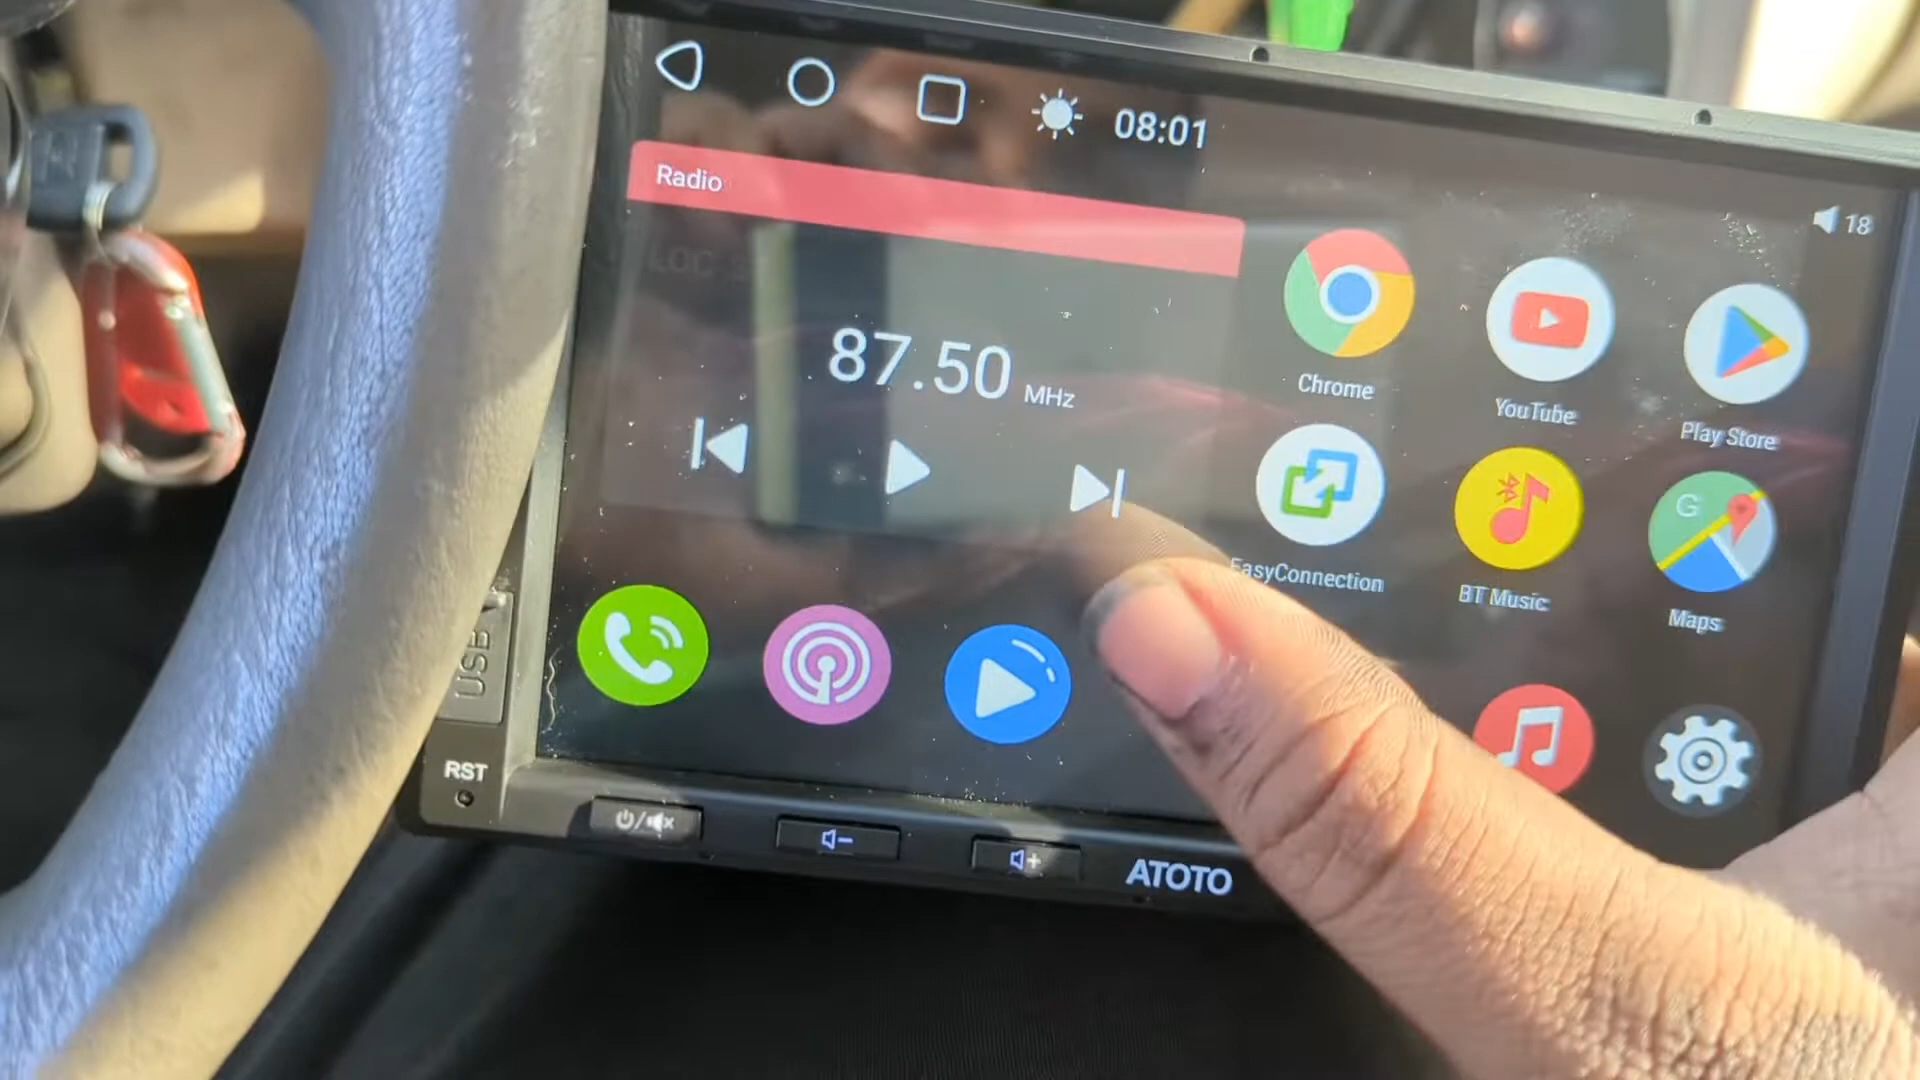 08:01
18
Radio
87.50 MHz
Chrome
YouTube
Play Store
EasyConnection
G
BT Music
Maps
USB
RST
ATOTO